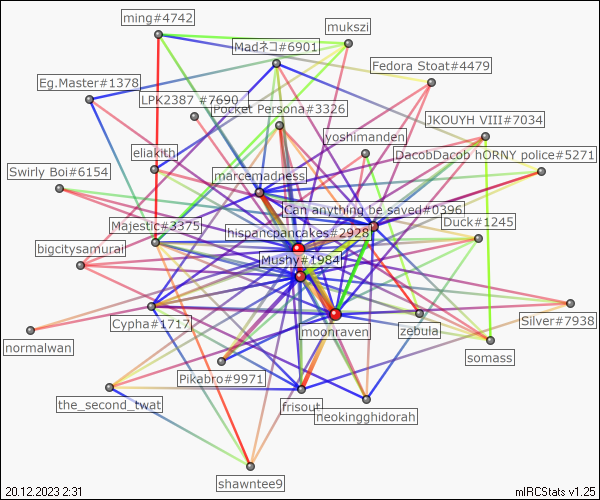 ming#4742
mukszi
Madネコ#6901
Fedora Stoat#4479
Eg.Master#1378
LPK2387 #7690
Pocket Persona#3326
JKOUYH VIII#7034
yoshimanden
eliakith
DacobDacob hORNY police#5271
Swirly Boi#6154
marcemadness
Can anything be saved#0396
Majestic#3375
Duck#1245
hispancpancakes#2928
bigcitysamurai
Mushy#1984
Silver#7938
Cypha#1717
moonraven
zebula
normalwan
somass
Pikabro#9971
the_second_twat
frisout
neokingghidorah
shawntee9
20.12.2023 2:31
mIRCStats v1.25